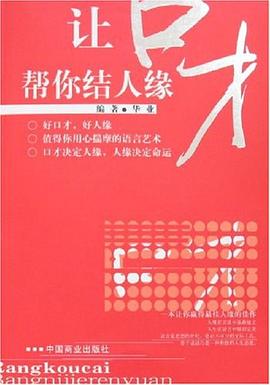 让口才
帮你结人缘
编著·华业
○ 好口才，好人缘
○ 值得你用心揣摩的语言艺术
○ 口才决定人缘，人缘决定命运
一本让你赢得最佳人缘的佳作
中国商业出版社
Rangkoucai
Bangnijierenyuan